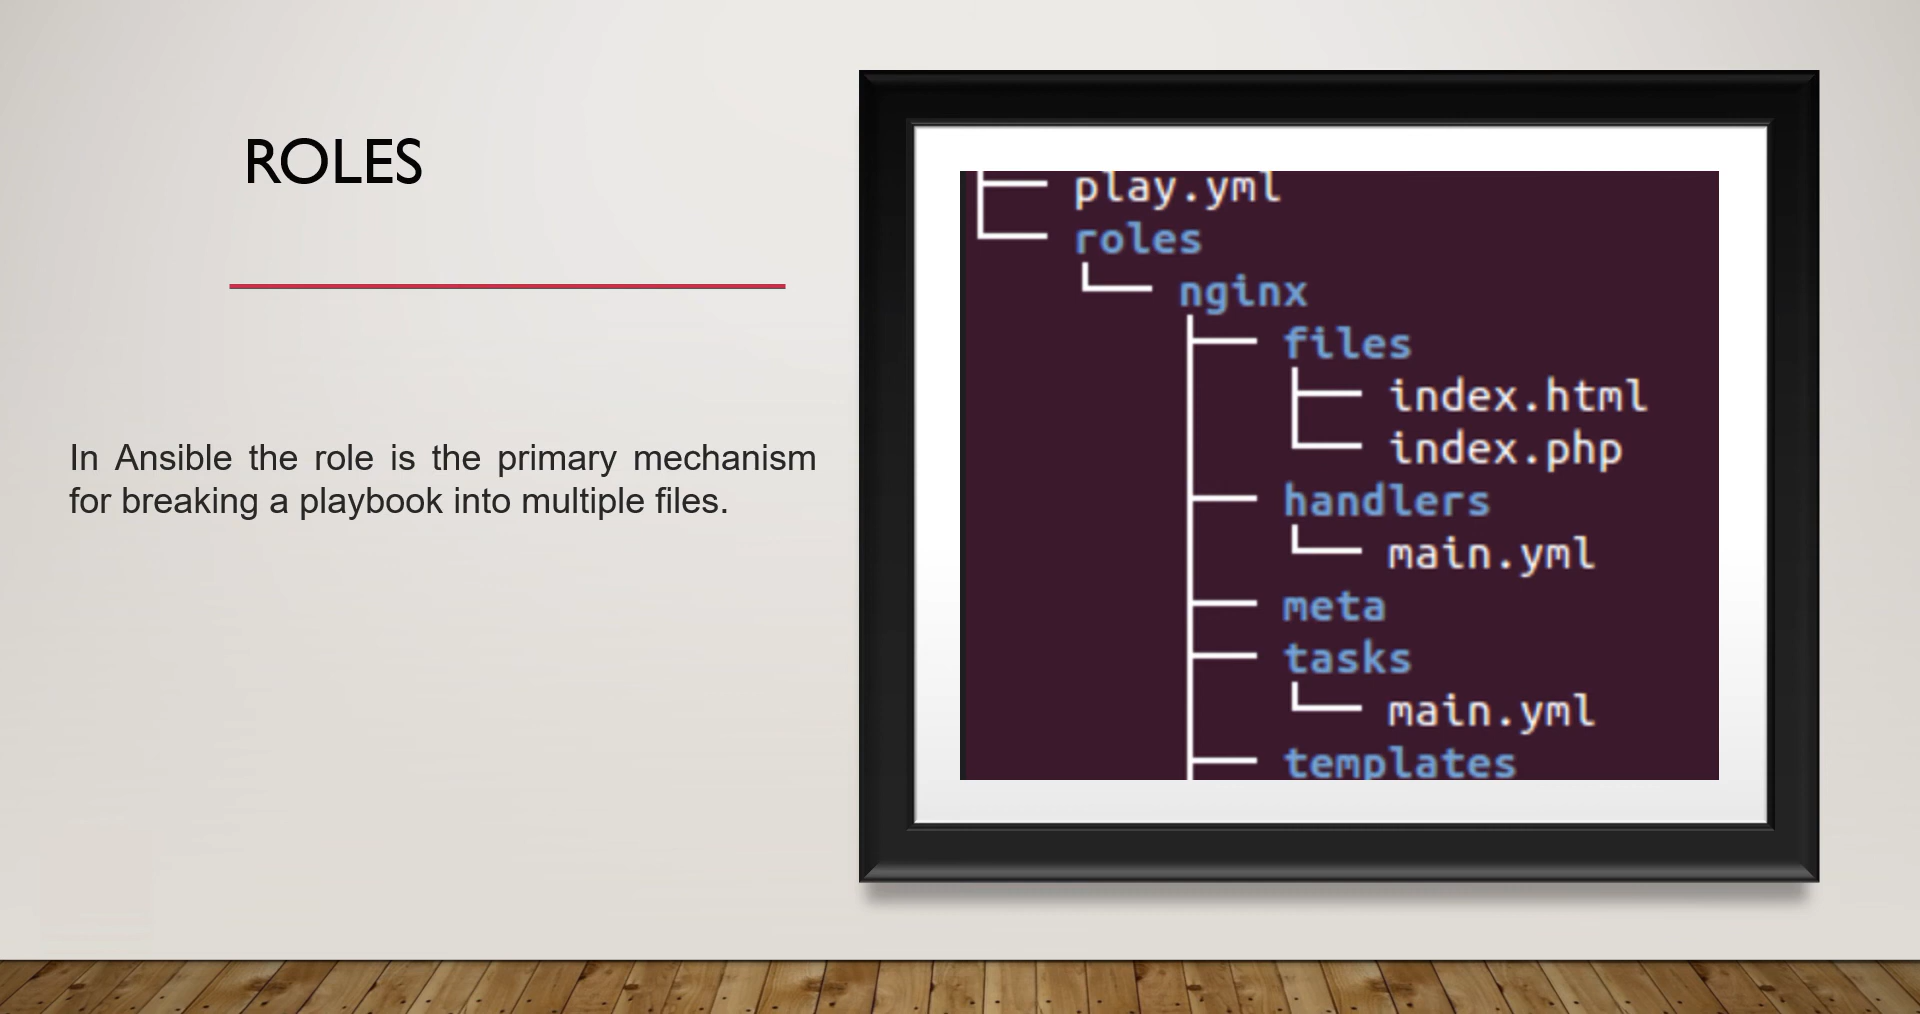 ROLES
In Ansible the role is the primary mechanism
for breaking a playbook into multiple files.
play.yml
roles
nginx
files
index.html
index.php
handlers
main.yml
meta
tasks
main.yml
templates